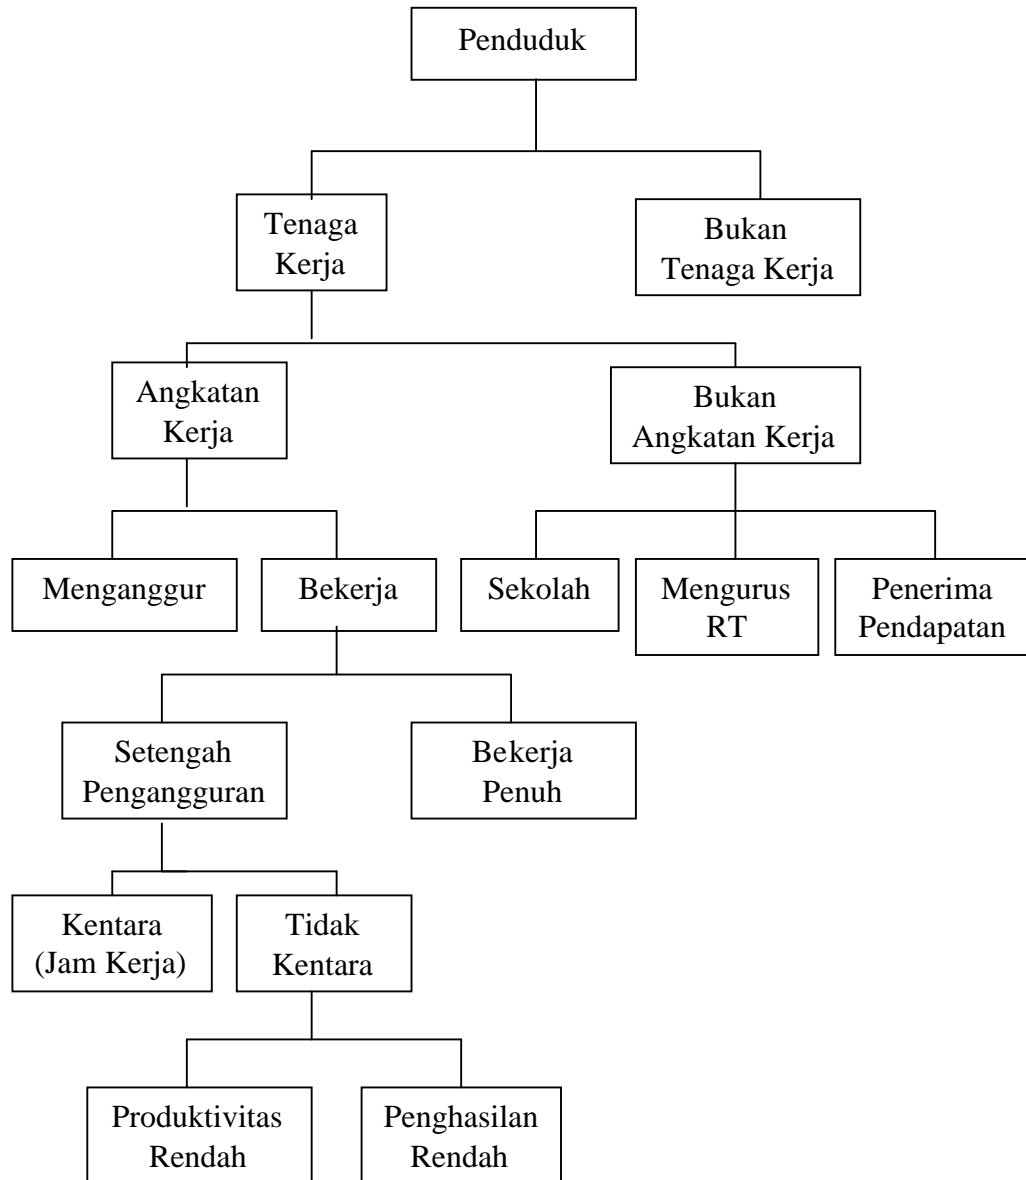 Penduduk
Tenaga
Kerja
Bukan
Tenaga Kerja
Angkatan
Kerja
Bukan
Angkatan Kerja
Menganggur
Bekerja
Sekolah
Mengurus
RT
Penerima
Pendapatan
Setengah
Pengangguran
Bekerja
Penuh
Kentara
(Jam Kerja)
Tidak
Kentara
Produktivitas
Rendah
Penghasilan
Rendah